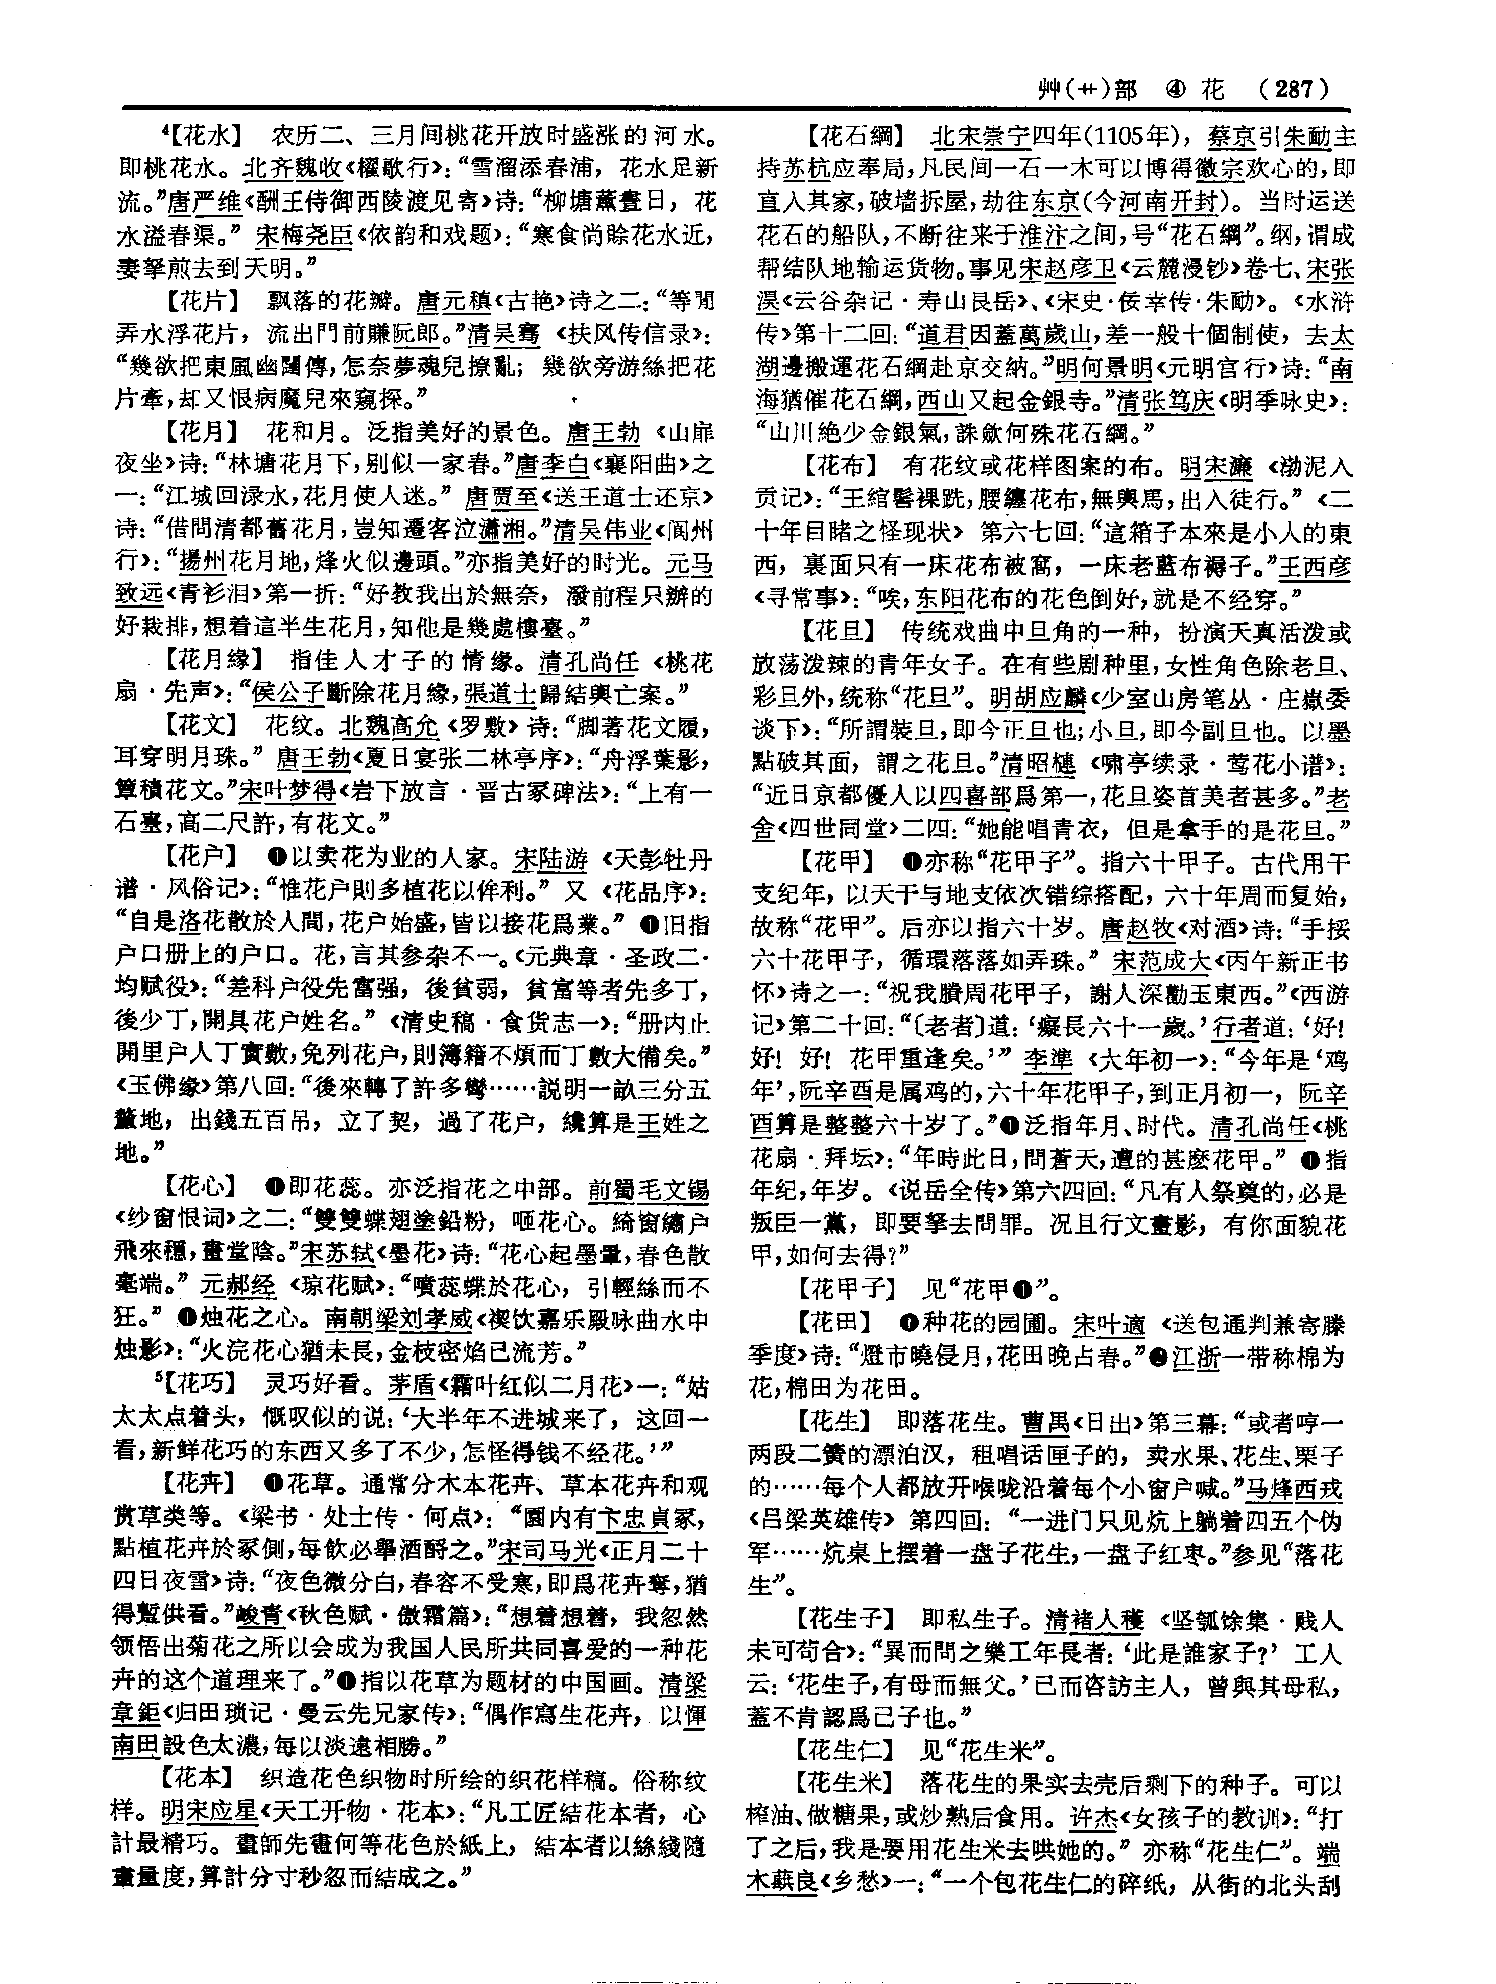 艸(艹)部 ④ 花 (287)
⁴【花水】 农历二、三月间桃花开放时盛涨的河水。
即桃花水。北齐魏收《櫂歌行》：“雪溜添春浦，花水足新
流。”唐严维《酬王侍御西陵渡见寄》诗：“柳塘薰晝日，花
水溢春渠。” 宋梅尧臣《依韵和戏题》：“寒食尚賒花水近，
妻孥煎去到天明。”
【花片】 飘落的花瓣。唐元稹《古艳》诗之二：“等閒
弄水浮花片，流出門前賺阮郎。”清吴骞《扶风传信录》：
“幾欲把東風幽閨傳，怎奈夢魂兒撩亂；幾欲旁游絲把花
片牽，却又恨病魔兒來窺探。”
【花月】 花和月。泛指美好的景色。唐王勃《山扉
夜坐》诗：“林塘花月下，别似一家春。”唐李白《襄阳曲》之
一：“江城回渌水，花月使人迷。” 唐贾至《送王道士还京》
诗：“借問清都舊花月，豈知遷客泣瀟湘。”清吴伟业《阆州
行》：“揚州花月地，烽火似邊頭。”亦指美好的时光。元马
致远《青衫泪》第一折：“好教我出於無奈，潑前程只辦的
好栽排，想着這半生花月，知他是幾處樓臺。”
【花月緣】 指佳人才子的情缘。清孔尚任《桃花
扇·先声》：“侯公子斷除花月緣，張道士歸結興亡案。”
【花文】 花纹。北魏高允《罗敷》诗：“脚著花文履，
耳穿明月珠。” 唐王勃《夏日宴张二林亭序》：“舟浮葉影，
簟積花文。”宋叶梦得《岩下放言·晋古冢碑法》：“上有一
石臺，高二尺許，有花文。”
【花户】 ❶以卖花为业的人家。宋陆游《天彭牡丹
谱·风俗记》：“惟花户則多植花以侔利。” 又《花品序》：
“自是洛花散於人間，花户始盛，皆以接花爲業。” ❶旧指
户口册上的户口。花，言其参杂不一。《元典章·圣政二·
均赋役》：“差科户役先富强，後貧弱，貧富等者先多丁，
後少丁，開具花户姓名。” 《清史稿·食货志一》：“册内止
開里户人丁實數，免列花户，則簿籍不煩而丁數大備矣。”
《玉佛缘》第八回：“後來轉了許多彎……説明一畝三分五
釐地，出錢五百吊，立了契，過了花户，纔算是王姓之
地。”
【花心】 ❶即花蕊。亦泛指花之中部。前蜀毛文锡
《纱窗恨词》之二：“雙雙蝶翅塗鉛粉，咂花心。綺窗繡户
飛來穩，畫堂陰。”宋苏轼《墨花》诗：“花心起墨暈，春色散
毫端。” 元郝经《琼花赋》：“噴蕊蝶於花心，引輕絲而不
狂。” ❶烛花之心。南朝梁刘孝威《禊饮嘉乐殿咏曲水中
烛影》：“火浣花心猶未長，金枝密焰已流芳。”
⁵【花巧】 灵巧好看。茅盾《霜叶红似二月花》一：“姑
太太点着头，慨叹似的说：‘大半年不进城来了，这回一
看，新鲜花巧的东西又多了不少，怎怪得钱不经花。’”
【花卉】 ❶花草。通常分木本花卉、草本花卉和观
赏草类等。《梁书·处士传·何点》：“園内有卞忠貞冢，
點植花卉於冢側，每飲必舉酒酹之。”宋司马光《正月二十
四日夜雪》诗：“夜色微分白，春容不受寒，即爲花卉奪，猶
得暫供看。”峻青《秋色赋·傲霜篇》：“想着想着，我忽然
领悟出菊花之所以会成为我国人民所共同喜爱的一种花
卉的这个道理来了。”❶指以花草为题材的中国画。清梁
章鉅《归田琐记·曼云先兄家传》：“偶作寫生花卉，以惲
南田設色太濃，每以淡遠相勝。”
【花本】 织造花色织物时所绘的织花样稿。俗称纹
样。明宋应星《天工开物·花本》：“凡工匠結花本者，心
計最精巧。畫師先畫何等花色於紙上，結本者以絲綫隨
畫量度，算計分寸秒忽而結成之。”
【花石綱】 北宋崇宁四年(1105年)，蔡京引朱勔主
持苏杭应奉局，凡民间一石一木可以博得徽宗欢心的，即
直入其家，破墙拆屋，劫往东京(今河南开封)。当时运送
花石的船队，不断往来于淮汴之间，号“花石綱”。纲，谓成
帮结队地输运货物。事见宋赵彦卫《云麓漫钞》卷七、宋张
淏《云谷杂记·寿山艮岳》、《宋史·佞幸传·朱勔》。《水浒
传》第十二回：“道君因蓋萬歲山，差一般十個制使，去太
湖邊搬運花石綱赴京交納。”明何景明《元明宫行》诗：“南
海猶催花石綱，西山又起金銀寺。”清张笃庆《明季咏史》：
“山川絶少金銀氣，誅歛何殊花石綱。”
【花布】 有花纹或花样图案的布。明宋濂《渤泥入
贡记》：“王綰髻裸跣，腰纏花布，無輿馬，出入徒行。”《二
十年目睹之怪现状》第六七回：“這箱子本來是小人的東
西，裏面只有一床花布被窩，一床老藍布褥子。”王西彦
《寻常事》：“唉，东阳花布的花色倒好，就是不经穿。”
【花旦】 传统戏曲中旦角的一种，扮演天真活泼或
放荡泼辣的青年女子。在有些剧种里，女性角色除老旦、
彩旦外，统称“花旦”。明胡应麟《少室山房笔丛·庄嶽委
谈下》：“所謂裝旦，即今正旦也；小旦，即今副旦也。以墨
點破其面，謂之花旦。”清昭槤《啸亭续录·莺花小谱》：
“近日京都優人以四喜部爲第一，花旦姿首美者甚多。”老
舍《四世同堂》二四：“她能唱青衣，但是拿手的是花旦。”
【花甲】 ❶亦称“花甲子”。指六十甲子。古代用干
支纪年，以天干与地支依次错综搭配，六十年周而复始，
故称“花甲”。后亦以指六十岁。唐赵牧《对酒》诗：“手挼
六十花甲子，循環落落如弄珠。” 宋范成大《丙午新正书
怀》诗之一：“祝我賸周花甲子，謝人深勸玉東西。”《西游
记》第二十回：“〔老者〕道：‘癡長六十一歲。’行者道：‘好！
好！好！花甲重逢矣。’” 李準《大年初一》：“今年是‘鸡
年’，阮辛酉是属鸡的，六十年花甲子，到正月初一，阮辛
酉算是整整六十岁了。”❶泛指年月、时代。清孔尚任《桃
花扇·拜坛》：“年時此日，問蒼天，遭的甚麽花甲。” ❶指
年纪，年岁。《说岳全传》第六四回：“凡有人祭奠的，必是
叛臣一黨，即要拏去問罪。况且行文畫影，有你面貌花
甲，如何去得？”
【花甲子】 见“花甲❶”。
【花田】 ❶种花的园圃。宋叶適《送包通判兼寄滕
季度》诗：“燈市曉侵月，花田晚占春。”❷江浙一带称棉为
花，棉田为花田。
【花生】 即落花生。曹禺《日出》第三幕：“或者哼一
两段二簧的漂泊汉，租唱话匣子的，卖水果、花生、栗子
的……每个人都放开喉咙沿着每个小窗户喊。”马烽西戎
《吕梁英雄传》第四回：“一进门只见炕上躺着四五个伪
军……炕桌上摆着一盘子花生，一盘子红枣。”参见“落花
生”。
【花生子】 即私生子。清褚人穫《坚瓠馀集·贱人
未可苟合》：“異而問之樂工年長者：‘此是誰家子？’ 工人
云：‘花生子，有母而無父。’已而咨訪主人，曾與其母私，
蓋不肯認爲己子也。”
【花生仁】 见“花生米”。
【花生米】 落花生的果实去壳后剩下的种子。可以
榨油、做糖果，或炒熟后食用。许杰《女孩子的教训》：“打
了之后，我是要用花生米去哄她的。” 亦称“花生仁”。端
木蕻良《乡愁》一：“一个包花生仁的碎纸，从街的北头刮